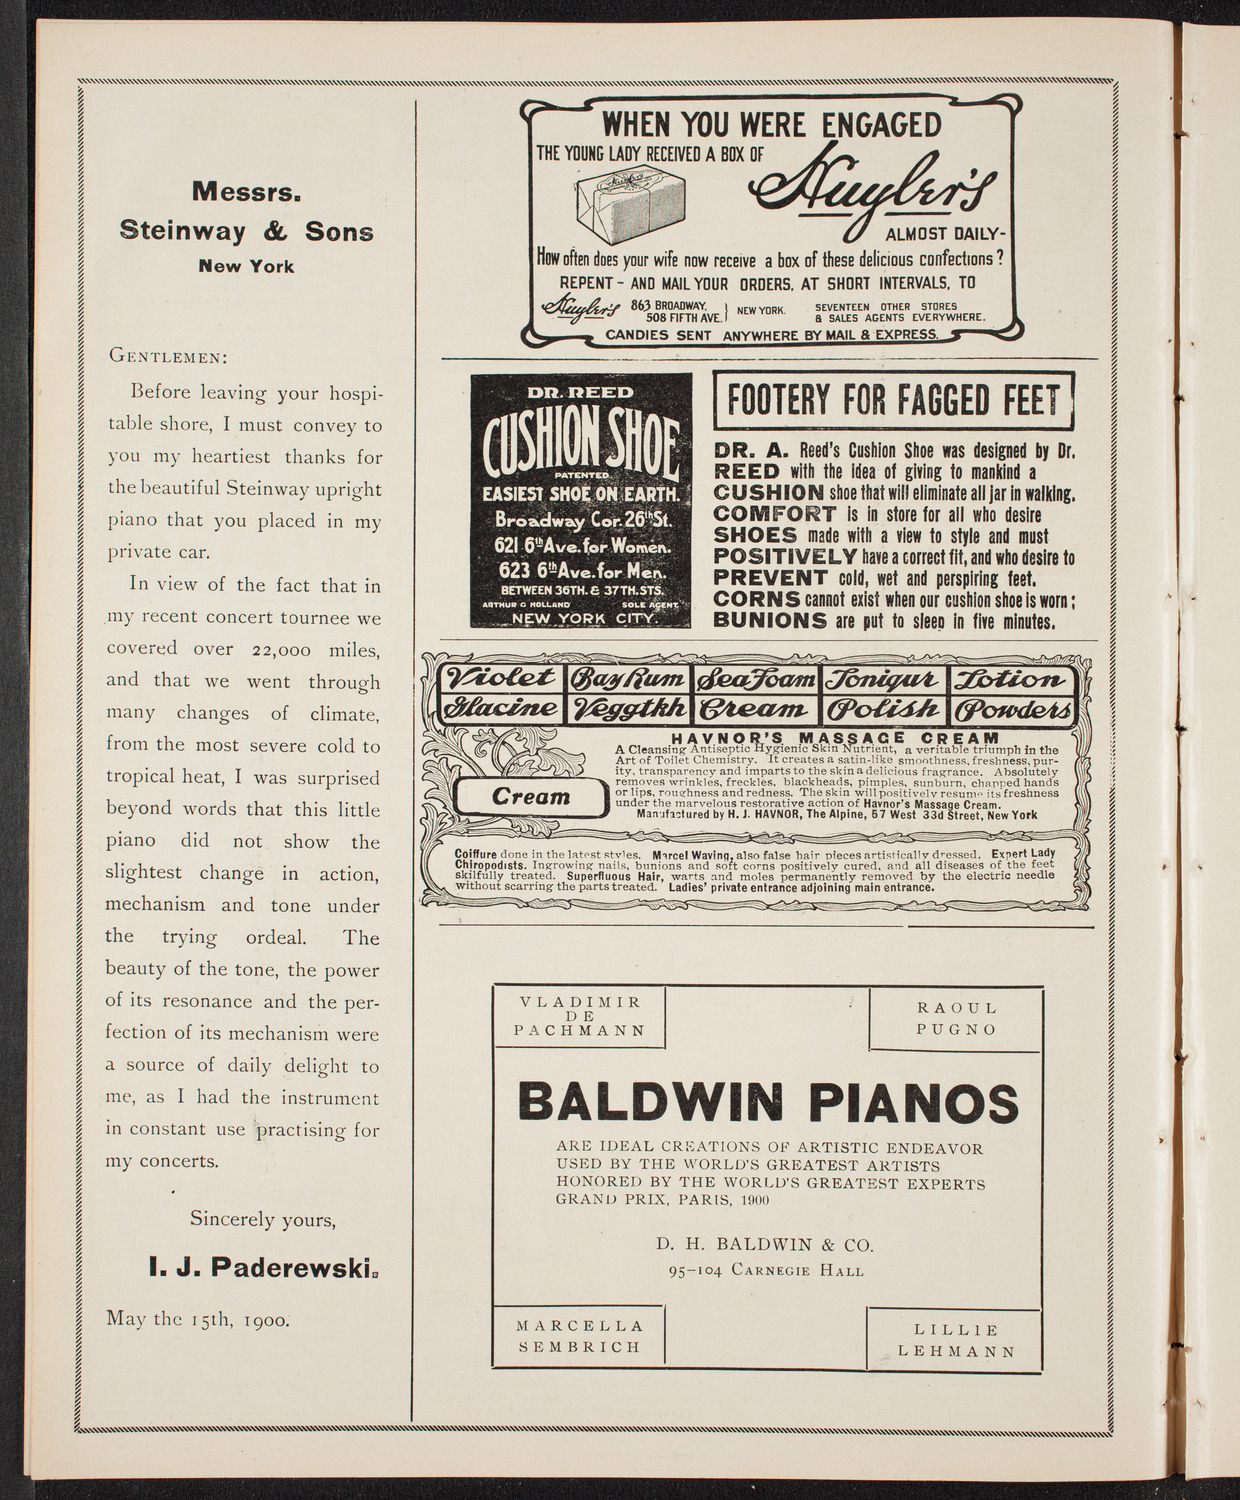 Messrs.
Steinway & Sons
New York
GENTLEMEN:
Before leaving your hospi-
table shore, I must convey to
you my heartiest thanks for
the beautiful Steinway upright
piano that you placed in my
private car.
In view of the fact that in
my recent concert tournee we
covered over 22,000 miles,
and that we went through
many changes of climate,
from the most severe cold to
tropical heat, I was surprised
beyond words that this little
piano did not show the
slightest change in action,
mechanism and tone under
the trying ordeal. The
beauty of the tone, the power
of its resonance and the per-
fection of its mechanism were
a source of daily delight to
me, as I had the instrument
in constant use practising for
my concerts.
Sincerely yours,
I. J. Paderewski.
May the 15th, 1900.
WHEN YOU WERE ENGAGED
THE YOUNG LADY RECEIVED A BOX OF
Huyler's
ALMOST DAILY-
How often does your wife now receive a box of these delicious confections?
REPENT - AND MAIL YOUR ORDERS, AT SHORT INTERVALS, TO
Huyler's 863 BROADWAY, 508 FIFTH AVE. } NEW YORK. SEVENTEEN OTHER STORES & SALES AGENTS EVERYWHERE.
CANDIES SENT ANYWHERE BY MAIL & EXPRESS.
DR. REED
CUSHION SHOE
PATENTED
EASIEST SHOE ON EARTH.
Broadway Cor. 26th St.
621 6th Ave. for Women.
623 6th Ave. for Men.
BETWEEN 36TH. & 37TH. STS.
ARTHUR G HOLLAND SOLE AGENT.
NEW YORK CITY.
FOOTERY FOR FAGGED FEET
DR. A. Reed's Cushion Shoe was designed by Dr.
REED with the idea of giving to mankind a
CUSHION shoe that will eliminate all jar in walking.
COMFORT is in store for all who desire
SHOES made with a view to style and must
POSITIVELY have a correct fit, and who desire to
PREVENT cold, wet and perspiring feet.
CORNS cannot exist when our cushion shoe is worn;
BUNIONS are put to sleep in five minutes.
Violet Bay Rum Sea Foam Toniqur Lotion
Glacine Veggtkh Cream Polish Powders
HAVNOR'S MASSAGE CREAM
Cream
A Cleansing Antiseptic Hygienic Skin Nutrient, a veritable triumph in the
Art of Toilet Chemistry. It creates a satin-like smoothness, freshness, pur-
ity, transparency and imparts to the skin a delicious fragrance. Absolutely
removes wrinkles, freckles, blackheads, pimples, sunburn, chapped hands
or lips, roughness and redness. The skin will positively resume its freshness
under the marvelous restorative action of Havnor's Massage Cream.
Manufactured by H. J. HAVNOR, The Alpine, 57 West 33d Street, New York
Coiffure done in the latest styles. Marcel Waving, also false hair pieces artistically dressed. Expert Lady
Chiropodists. Ingrowing nails, bunions and soft corns positively cured, and all diseases of the feet
skilfully treated. Superfluous Hair, warts and moles permanently removed by the electric needle
without scarring the parts treated. Ladies' private entrance adjoining main entrance.
VLADIMIR
DE
PACHMANN
RAOUL
PUGNO
BALDWIN PIANOS
ARE IDEAL CREATIONS OF ARTISTIC ENDEAVOR
USED BY THE WORLD'S GREATEST ARTISTS
HONORED BY THE WORLD'S GREATEST EXPERTS
GRAND PRIX, PARIS, 1900
D. H. BALDWIN & CO.
95-104 CARNEGIE HALL
MARCELLA
SEMBRICH
LILLIE
LEHMANN